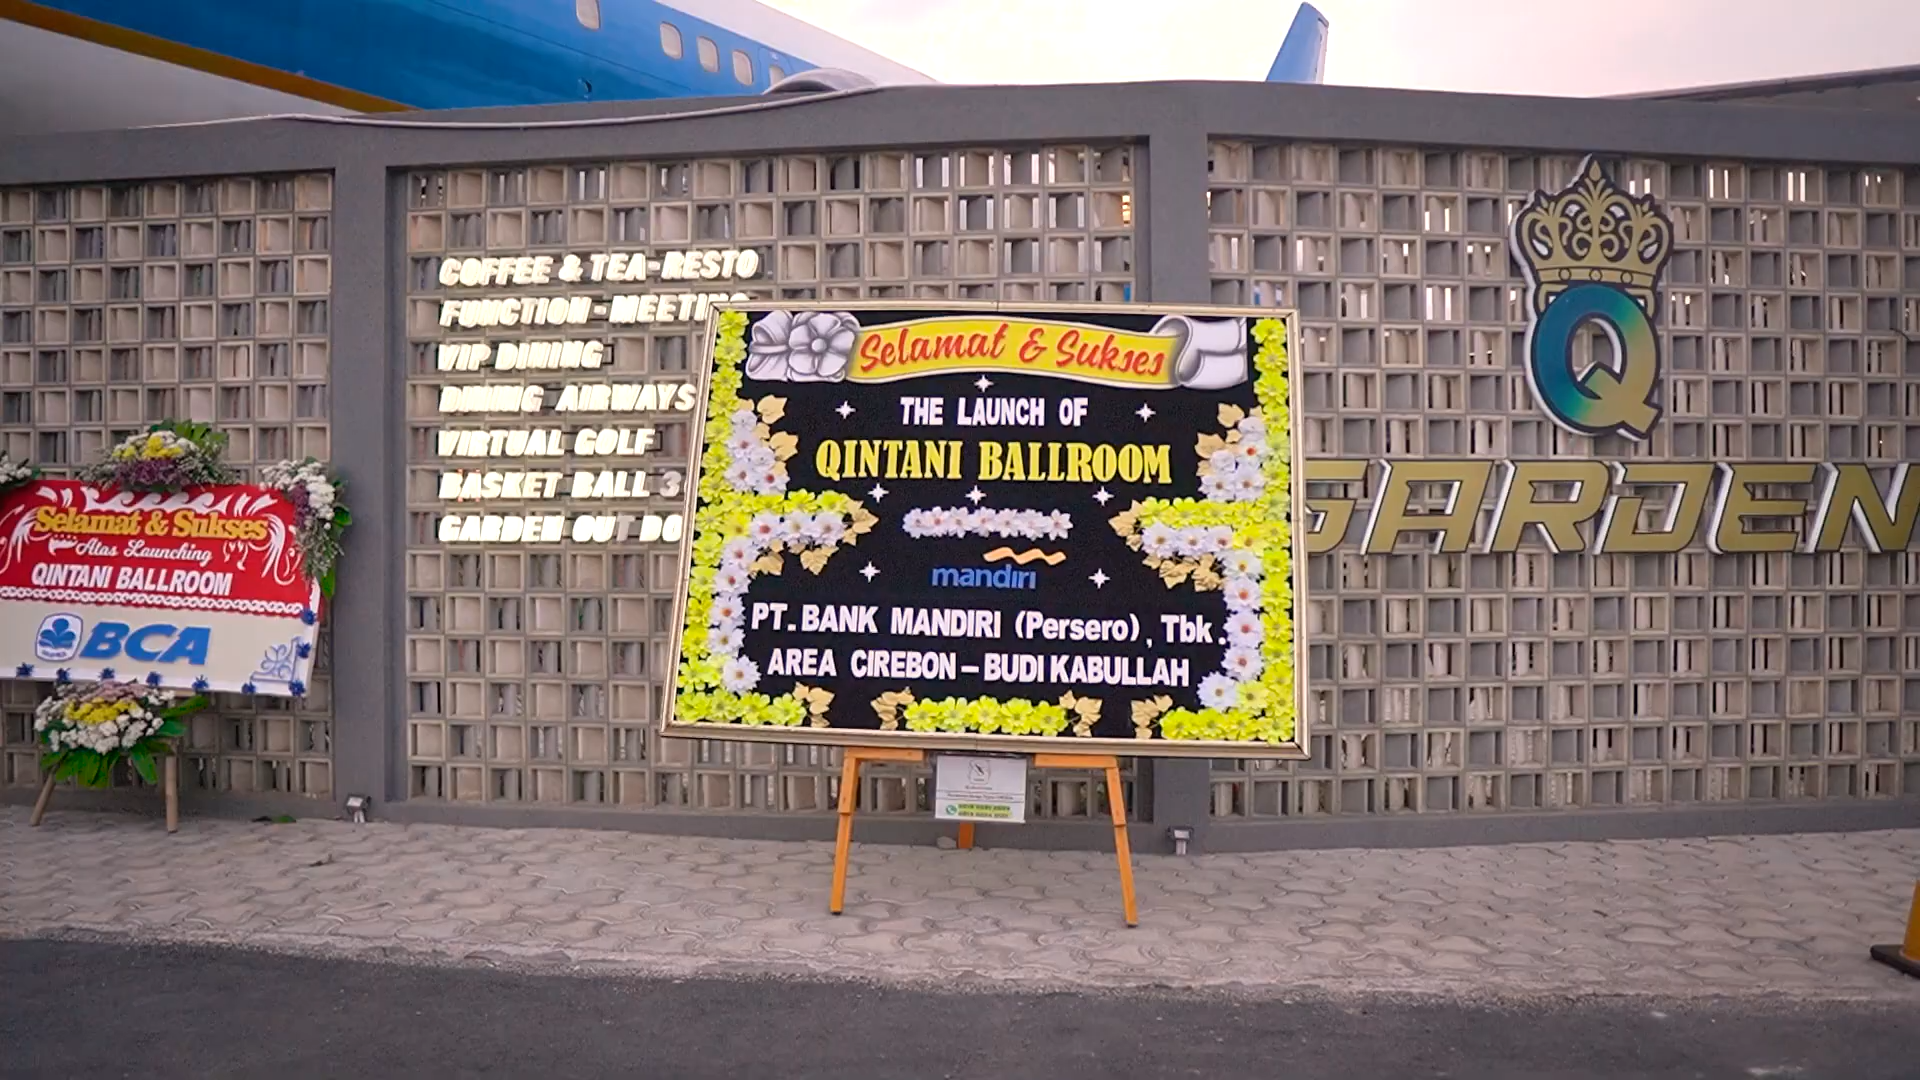 COFFEE & TEA-RESTO
FUNCTION - MEETING
VIP DINING
DINING AIRWAYS
VIRTUAL GOLF
BASKET BALL 3
GARDEN OUT DO
Selamat & Sukses
Atas Launching
QINTANI BALLROOM
BCA
Selamat & Sukses
THE LAUNCH OF
QINTANI BALLROOM
mandiri
PT. BANK MANDIRI (Persero), Tbk.
AREA CIREBON – BUDI KABULLAH
Q
GARDEN